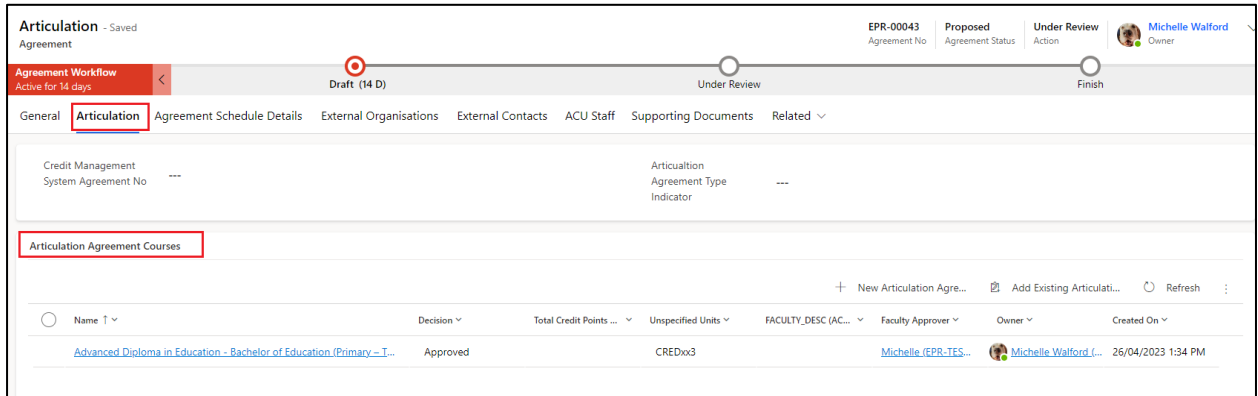 Articulation - Saved
Agreement
EPR-00043
Agreement No
Proposed
Agreement Status
Under Review
Action
Michelle Walford
Owner
Agreement Workflow
Active for 14 days
Draft (14 D)
Under Review
Finish
General Articulation Agreement Schedule Details External Organisations External Contacts ACU Staff Supporting Documents Related
Credit Management
System Agreement No
---
Articualtion
Agreement Type
Indicator
---
Articulation Agreement Courses
New Articulation Agre... Add Existing Articulati... Refresh
Name Decision Total Credit Points ... Unspecified Units FACULTY_DESC (AC... Faculty Approver Owner Created On
Advanced Diploma in Education - Bachelor of Education (Primary – T... Approved CREDxx3 Michelle (EPR-TES... Michelle Walford (... 26/04/2023 1:34 PM